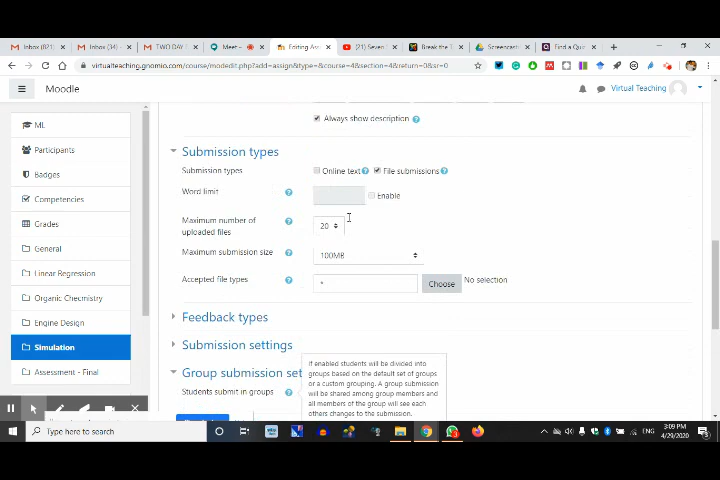 Inbox (821)
Inbox (34) -
TWO DAY I
Meet –
Editing Ass
(21) Seven
Break the
Screencast
Find a Quiz
virtualteaching.gnomio.com/course/modedit.php?add=assign&type=&course=4&section=4&return=0&sr=0
Moodle
Virtual Teaching
ML
Participants
Badges
Competencies
Grades
General
Linear Regression
Organic Checmistry
Engine Design
Simulation
Assessment - Final
Always show description
Submission types
Submission types
Online text
File submissions
Word limit
Enable
Maximum number of
uploaded files
20
Maximum submission size
100MB
Accepted file types
*
Choose
No selection
Feedback types
Submission settings
Group submission set
If enabled students will be divided into
groups based on the default set of groups
or a custom grouping. A group submission
will be shared among group members and
all members of the group will see each
others changes to the submission.
Students submit in groups
Type here to search
ENG
3:09 PM
4/29/2020